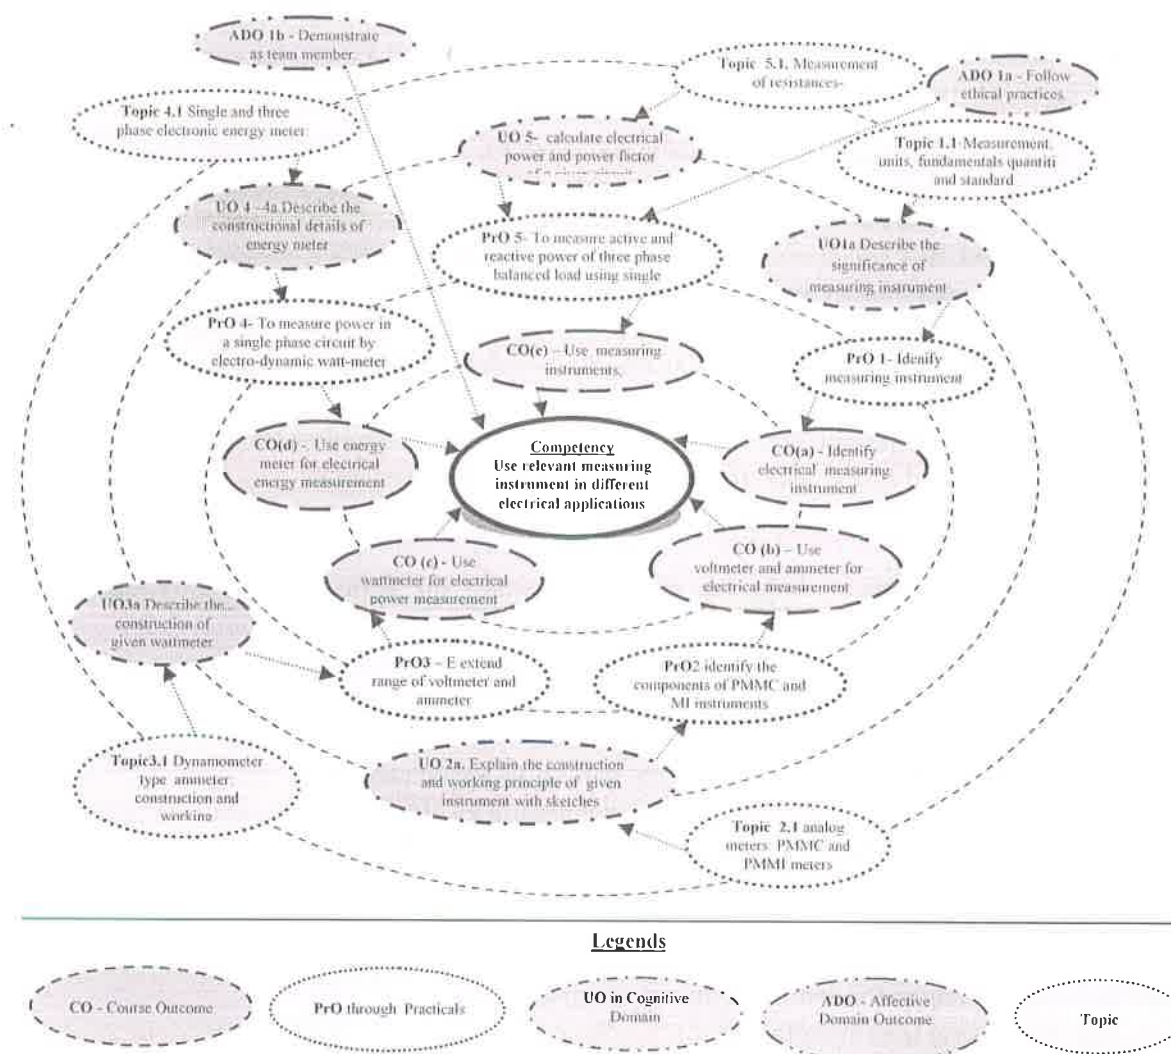 ADO 1b - Demonstrate
as team member.
Topic 5.1. Measurement
of resistances-
ADO 1a - Follow
ethical practices
Topic 4.1 Single and three
phase electronic energy meter.
UO 5- calculate electrical
power and power factor
Topic 1.1 Measurement,
units, fundamentals quantiti
and standard
UO 4 -4a Describe the
constructional details of
energy meter
PrO 5- To measure active and
reactive power of three phase
balanced load using single
UO1a Describe the
significance of
measuring instrument
PrO 4- To measure power in
a single phase circuit by
electro-dynamic watt-meter
CO(e) – Use measuring
instruments,
PrO 1- Idenify
measuring instrument
CO(d) - Use energy
meter for electrical
energy measurement
Competency
Use relevant measuring
instrument in different
electrical applications
CO(a) - Identify
electrical measuring
instrument
CO (c) - Use
wattmeter for electrical
power measurement
CO (b) – Use
voltmeter and ammeter for
electrical measurement
UO3a Describe the
construction of
given wattmeter
PrO3 – E extend
range of voltmeter and
ammeter
PrO2 identify the
components of PMMC and
MI instruments
Topic3.1 Dynamometer
type ammeter
construction and
working
UO 2a. Explain the construction
and working principle of given
instrument with sketches
Topic 2.1 analog
meters: PMMC and
PMMI meters
Legends
CO - Course Outcome
PrO through Practicals
UO in Cognitive
Domain
ADO - Affective
Domain Outcome
Topic